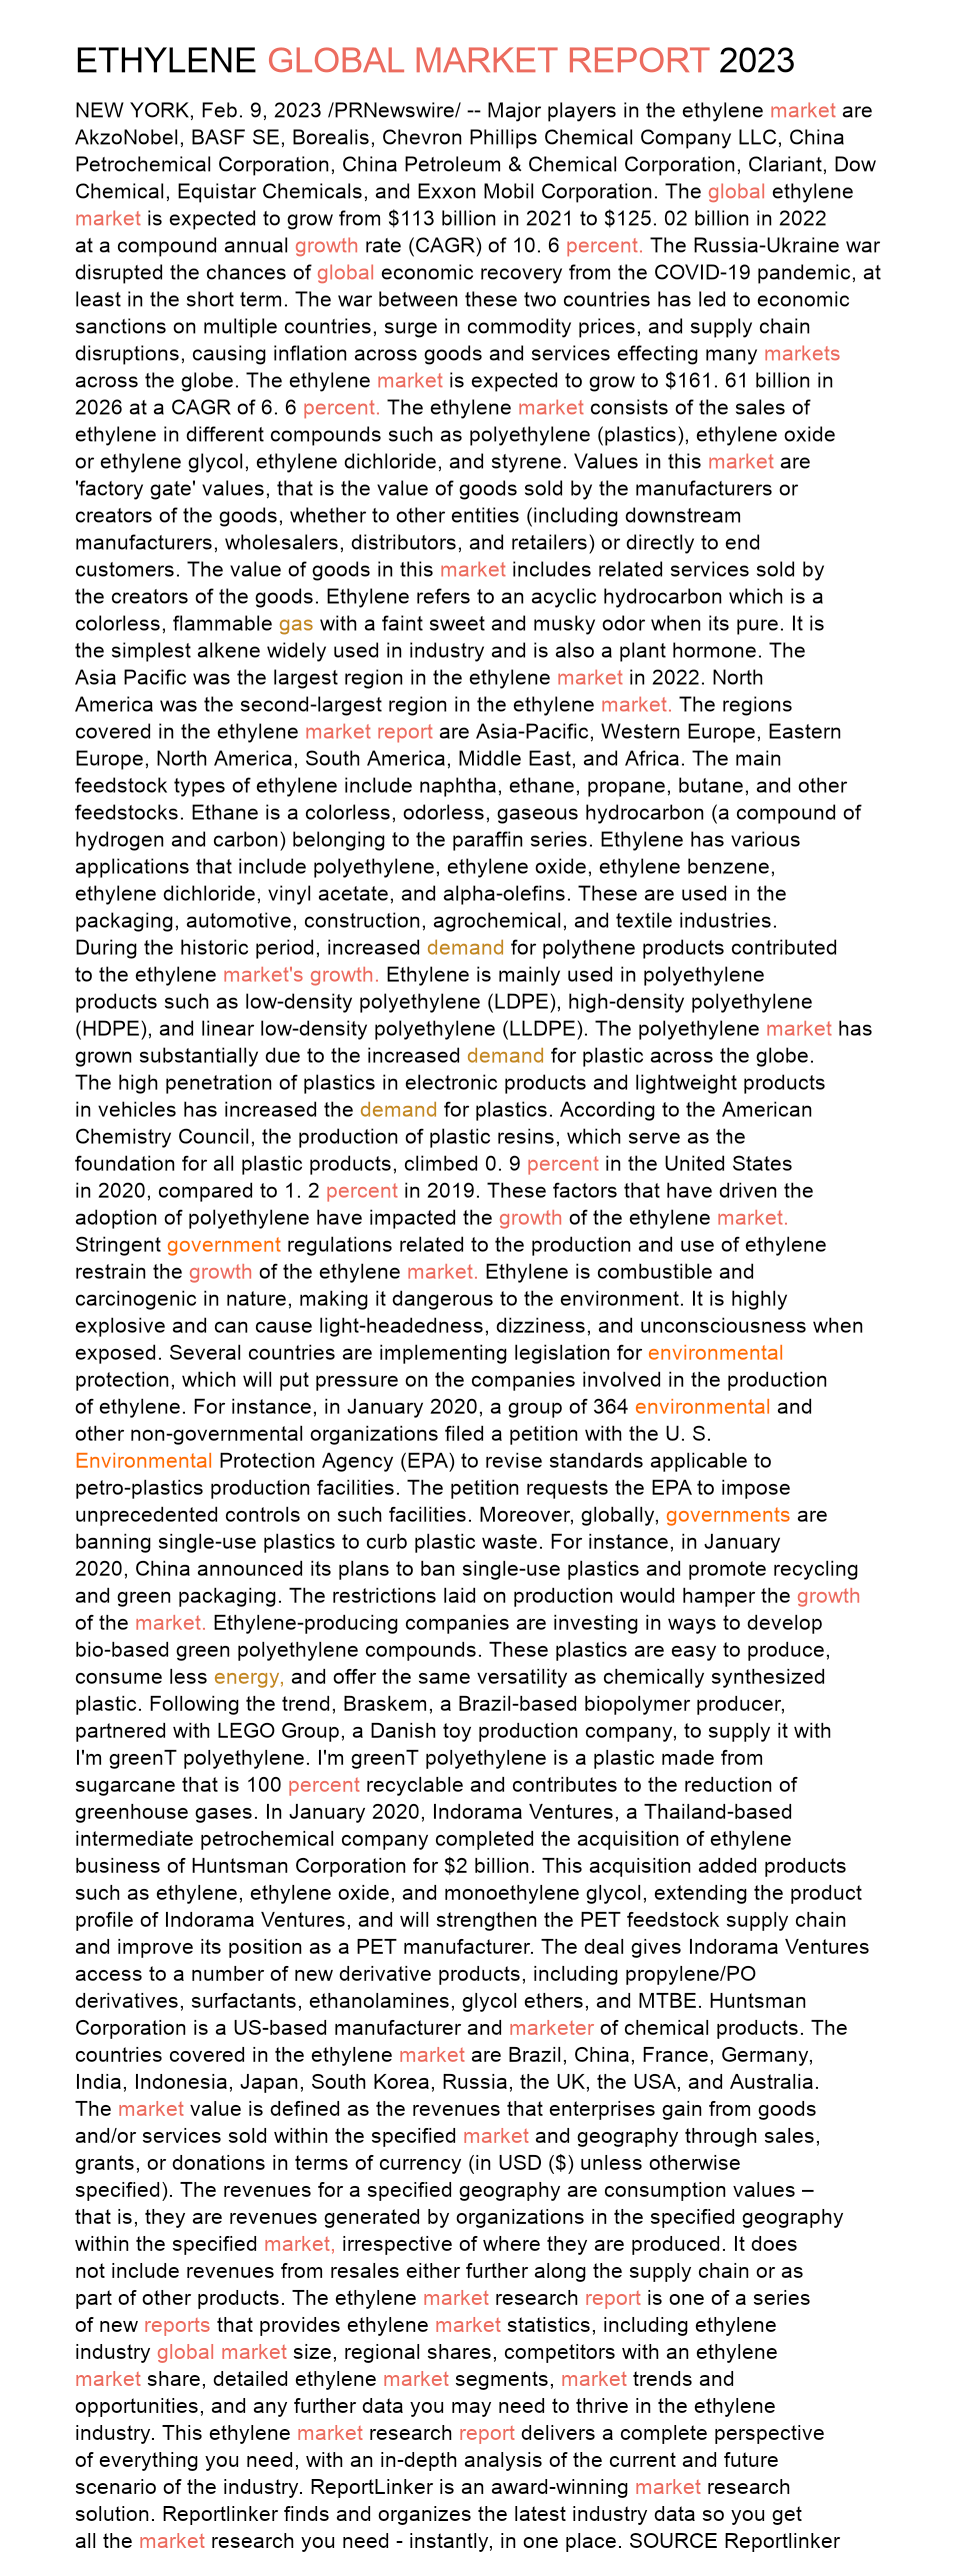 ETHYLENE GLOBAL MARKET REPORT 2023
NEW YORK, Feb. 9, 2023 /PRNewswire/ -- Major players in the ethylene market are
AkzoNobel, BASF SE, Borealis, Chevron Phillips Chemical Company LLC, China
Petrochemical Corporation, China Petroleum & Chemical Corporation, Clariant, Dow
Chemical, Equistar Chemicals, and Exxon Mobil Corporation. The global ethylene
market is expected to grow from $113 billion in 2021 to $125. 02 billion in 2022
at a compound annual growth rate (CAGR) of 10. 6 percent. The Russia-Ukraine war
disrupted the chances of global economic recovery from the COVID-19 pandemic, at
least in the short term. The war between these two countries has led to economic
sanctions on multiple countries, surge in commodity prices, and supply chain
disruptions, causing inflation across goods and services effecting many markets
across the globe. The ethylene market is expected to grow to $161. 61 billion in
2026 at a CAGR of 6. 6 percent. The ethylene market consists of the sales of
ethylene in different compounds such as polyethylene (plastics), ethylene oxide
or ethylene glycol, ethylene dichloride, and styrene. Values in this market are
'factory gate' values, that is the value of goods sold by the manufacturers or
creators of the goods, whether to other entities (including downstream
manufacturers, wholesalers, distributors, and retailers) or directly to end
customers. The value of goods in this market includes related services sold by
the creators of the goods. Ethylene refers to an acyclic hydrocarbon which is a
colorless, flammable gas with a faint sweet and musky odor when its pure. It is
the simplest alkene widely used in industry and is also a plant hormone. The
Asia Pacific was the largest region in the ethylene market in 2022. North
America was the second-largest region in the ethylene market. The regions
covered in the ethylene market report are Asia-Pacific, Western Europe, Eastern
Europe, North America, South America, Middle East, and Africa. The main
feedstock types of ethylene include naphtha, ethane, propane, butane, and other
feedstocks. Ethane is a colorless, odorless, gaseous hydrocarbon (a compound of
hydrogen and carbon) belonging to the paraffin series. Ethylene has various
applications that include polyethylene, ethylene oxide, ethylene benzene,
ethylene dichloride, vinyl acetate, and alpha-olefins. These are used in the
packaging, automotive, construction, agrochemical, and textile industries.
During the historic period, increased demand for polythene products contributed
to the ethylene market's growth. Ethylene is mainly used in polyethylene
products such as low-density polyethylene (LDPE), high-density polyethylene
(HDPE), and linear low-density polyethylene (LLDPE). The polyethylene market has
grown substantially due to the increased demand for plastic across the globe.
The high penetration of plastics in electronic products and lightweight products
in vehicles has increased the demand for plastics. According to the American
Chemistry Council, the production of plastic resins, which serve as the
foundation for all plastic products, climbed 0. 9 percent in the United States
in 2020, compared to 1. 2 percent in 2019. These factors that have driven the
adoption of polyethylene have impacted the growth of the ethylene market.
Stringent government regulations related to the production and use of ethylene
restrain the growth of the ethylene market. Ethylene is combustible and
carcinogenic in nature, making it dangerous to the environment. It is highly
explosive and can cause light-headedness, dizziness, and unconsciousness when
exposed. Several countries are implementing legislation for environmental
protection, which will put pressure on the companies involved in the production
of ethylene. For instance, in January 2020, a group of 364 environmental and
other non-governmental organizations filed a petition with the U. S.
Environmental Protection Agency (EPA) to revise standards applicable to
petro-plastics production facilities. The petition requests the EPA to impose
unprecedented controls on such facilities. Moreover, globally, governments are
banning single-use plastics to curb plastic waste. For instance, in January
2020, China announced its plans to ban single-use plastics and promote recycling
and green packaging. The restrictions laid on production would hamper the growth
of the market. Ethylene-producing companies are investing in ways to develop
bio-based green polyethylene compounds. These plastics are easy to produce,
consume less energy, and offer the same versatility as chemically synthesized
plastic. Following the trend, Braskem, a Brazil-based biopolymer producer,
partnered with LEGO Group, a Danish toy production company, to supply it with
I'm greenT polyethylene. I'm greenT polyethylene is a plastic made from
sugarcane that is 100 percent recyclable and contributes to the reduction of
greenhouse gases. In January 2020, Indorama Ventures, a Thailand-based
intermediate petrochemical company completed the acquisition of ethylene
business of Huntsman Corporation for $2 billion. This acquisition added products
such as ethylene, ethylene oxide, and monoethylene glycol, extending the product
profile of Indorama Ventures, and will strengthen the PET feedstock supply chain
and improve its position as a PET manufacturer. The deal gives Indorama Ventures
access to a number of new derivative products, including propylene/PO
derivatives, surfactants, ethanolamines, glycol ethers, and MTBE. Huntsman
Corporation is a US-based manufacturer and marketer of chemical products. The
countries covered in the ethylene market are Brazil, China, France, Germany,
India, Indonesia, Japan, South Korea, Russia, the UK, the USA, and Australia.
The market value is defined as the revenues that enterprises gain from goods
and/or services sold within the specified market and geography through sales,
grants, or donations in terms of currency (in USD ($) unless otherwise
specified). The revenues for a specified geography are consumption values –
that is, they are revenues generated by organizations in the specified geography
within the specified market, irrespective of where they are produced. It does
not include revenues from resales either further along the supply chain or as
part of other products. The ethylene market research report is one of a series
of new reports that provides ethylene market statistics, including ethylene
industry global market size, regional shares, competitors with an ethylene
market share, detailed ethylene market segments, market trends and
opportunities, and any further data you may need to thrive in the ethylene
industry. This ethylene market research report delivers a complete perspective
of everything you need, with an in-depth analysis of the current and future
scenario of the industry. ReportLinker is an award-winning market research
solution. Reportlinker finds and organizes the latest industry data so you get
all the market research you need - instantly, in one place. SOURCE Reportlinker